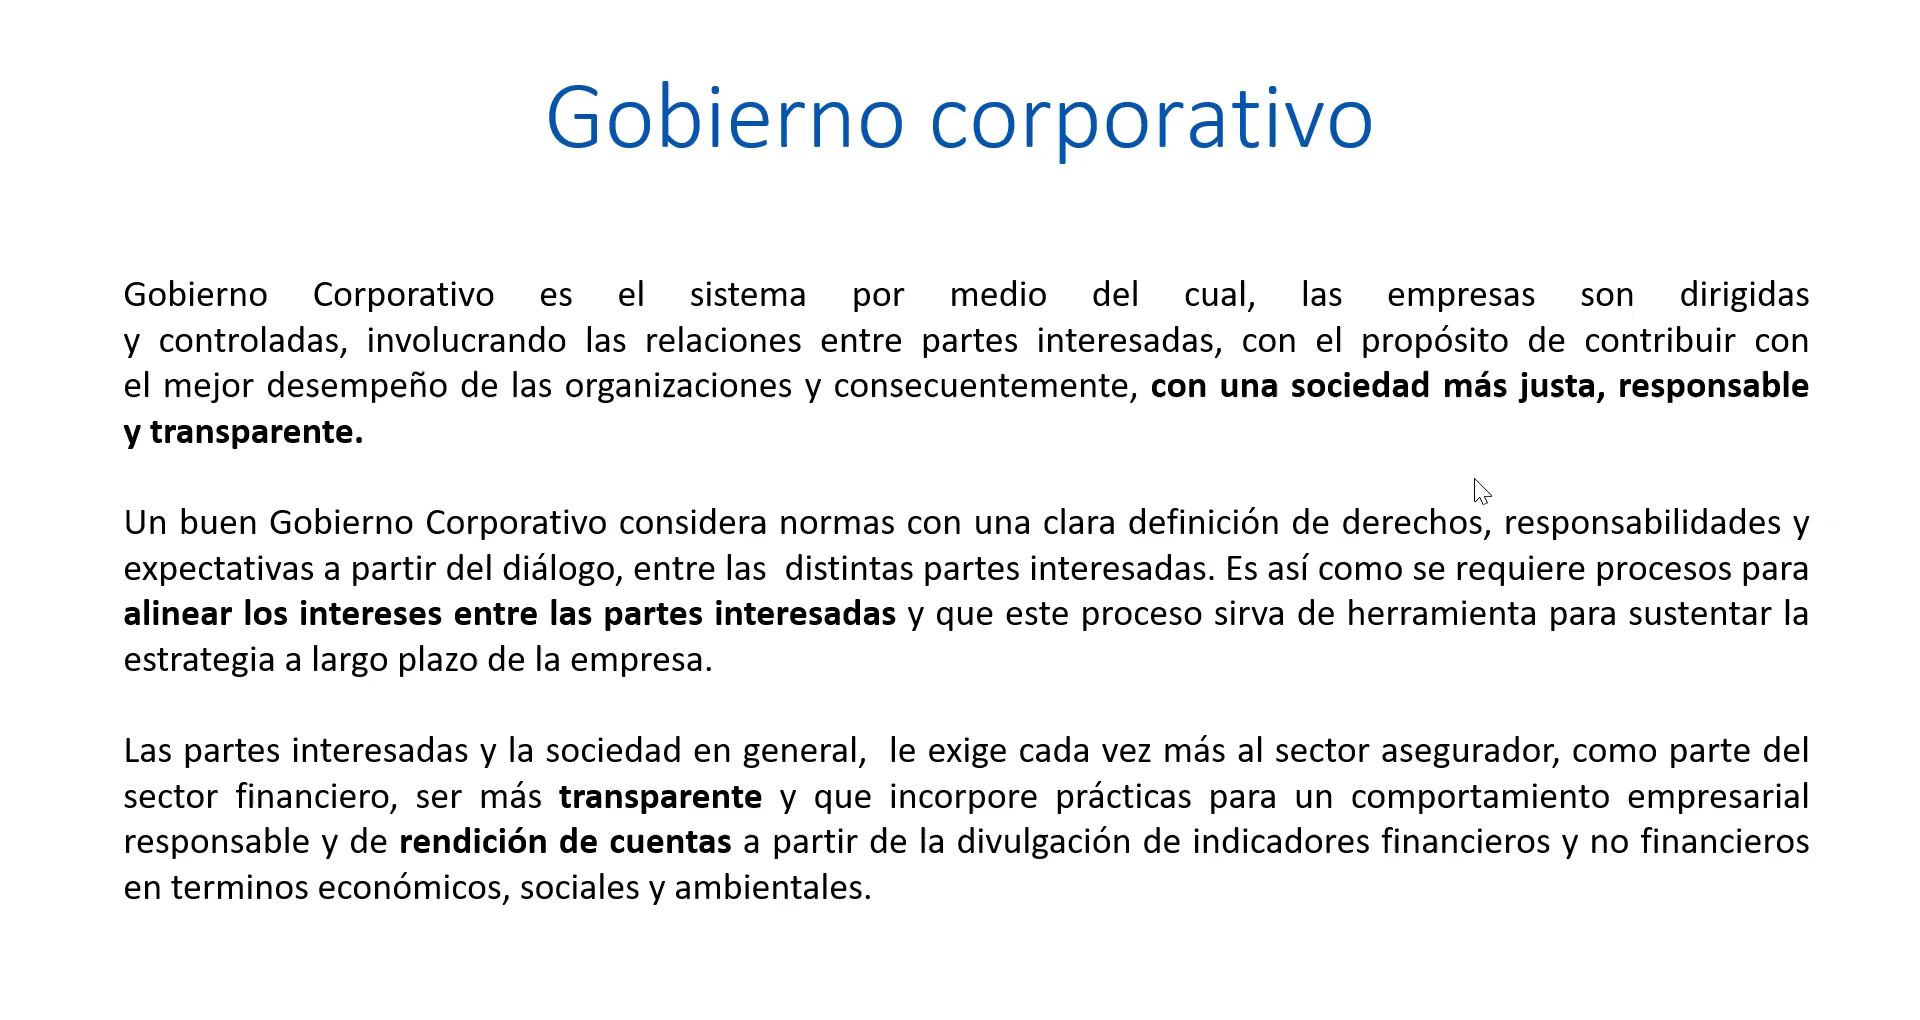 Gobierno corporativo
Gobierno Corporativo es el sistema por medio del cual, las empresas son dirigidas
y controladas, involucrando las relaciones entre partes interesadas, con el propósito de contribuir con
el mejor desempeño de las organizaciones y consecuentemente, con una sociedad más justa, responsable
y transparente.
Un buen Gobierno Corporativo considera normas con una clara definición de derechos, responsabilidades y
expectativas a partir del diálogo, entre las  distintas partes interesadas. Es así como se requiere procesos para
alinear los intereses entre las partes interesadas y que este proceso sirva de herramienta para sustentar la
estrategia a largo plazo de la empresa.
Las partes interesadas y la sociedad en general,  le exige cada vez más al sector asegurador, como parte del
sector financiero, ser más transparente y que incorpore prácticas para un comportamiento empresarial
responsable y de rendición de cuentas a partir de la divulgación de indicadores financieros y no financieros
en terminos económicos, sociales y ambientales.